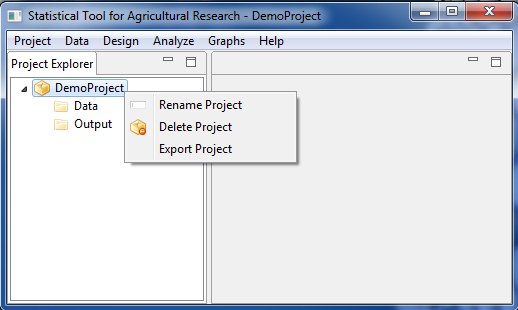 Statistical Tool for Agricultural Research - DemoProject
Project Data Design Analyze Graphs Help
Project Explorer
DemoProject
Data
Output
Rename Project
Delete Project
Export Project